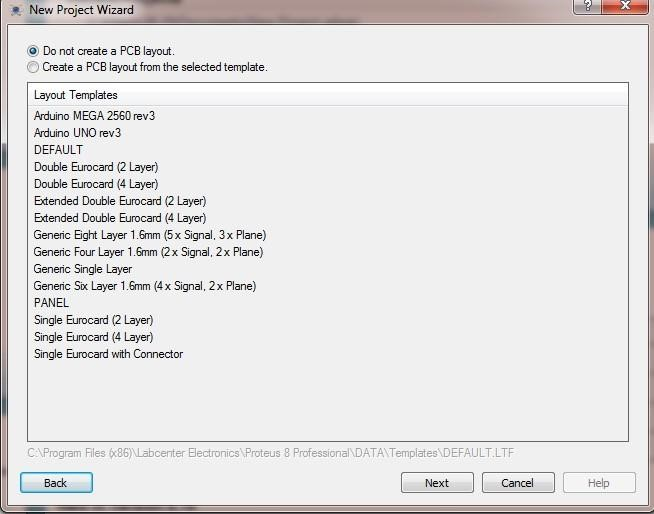 New Project Wizard
?
Do not create a PCB layout.
Create a PCB layout from the selected template.
Layout Templates
Arduino MEGA 2560 rev3
Arduino UNO rev3
DEFAULT
Double Eurocard (2 Layer)
Double Eurocard (4 Layer)
Extended Double Eurocard (2 Layer)
Extended Double Eurocard (4 Layer)
Generic Eight Layer 1.6mm (5 x Signal, 3 x Plane)
Generic Four Layer 1.6mm (2 x Signal, 2 x Plane)
Generic Single Layer
Generic Six Layer 1.6mm (4 x Signal, 2 x Plane)
PANEL
Single Eurocard (2 Layer)
Single Eurocard (4 Layer)
Single Eurocard with Connector
C:\Program Files (x86)\Labcenter Electronics\Proteus 8 Professional\DATA\Templates\DEFAULT.LTF
Back Next Cancel Help